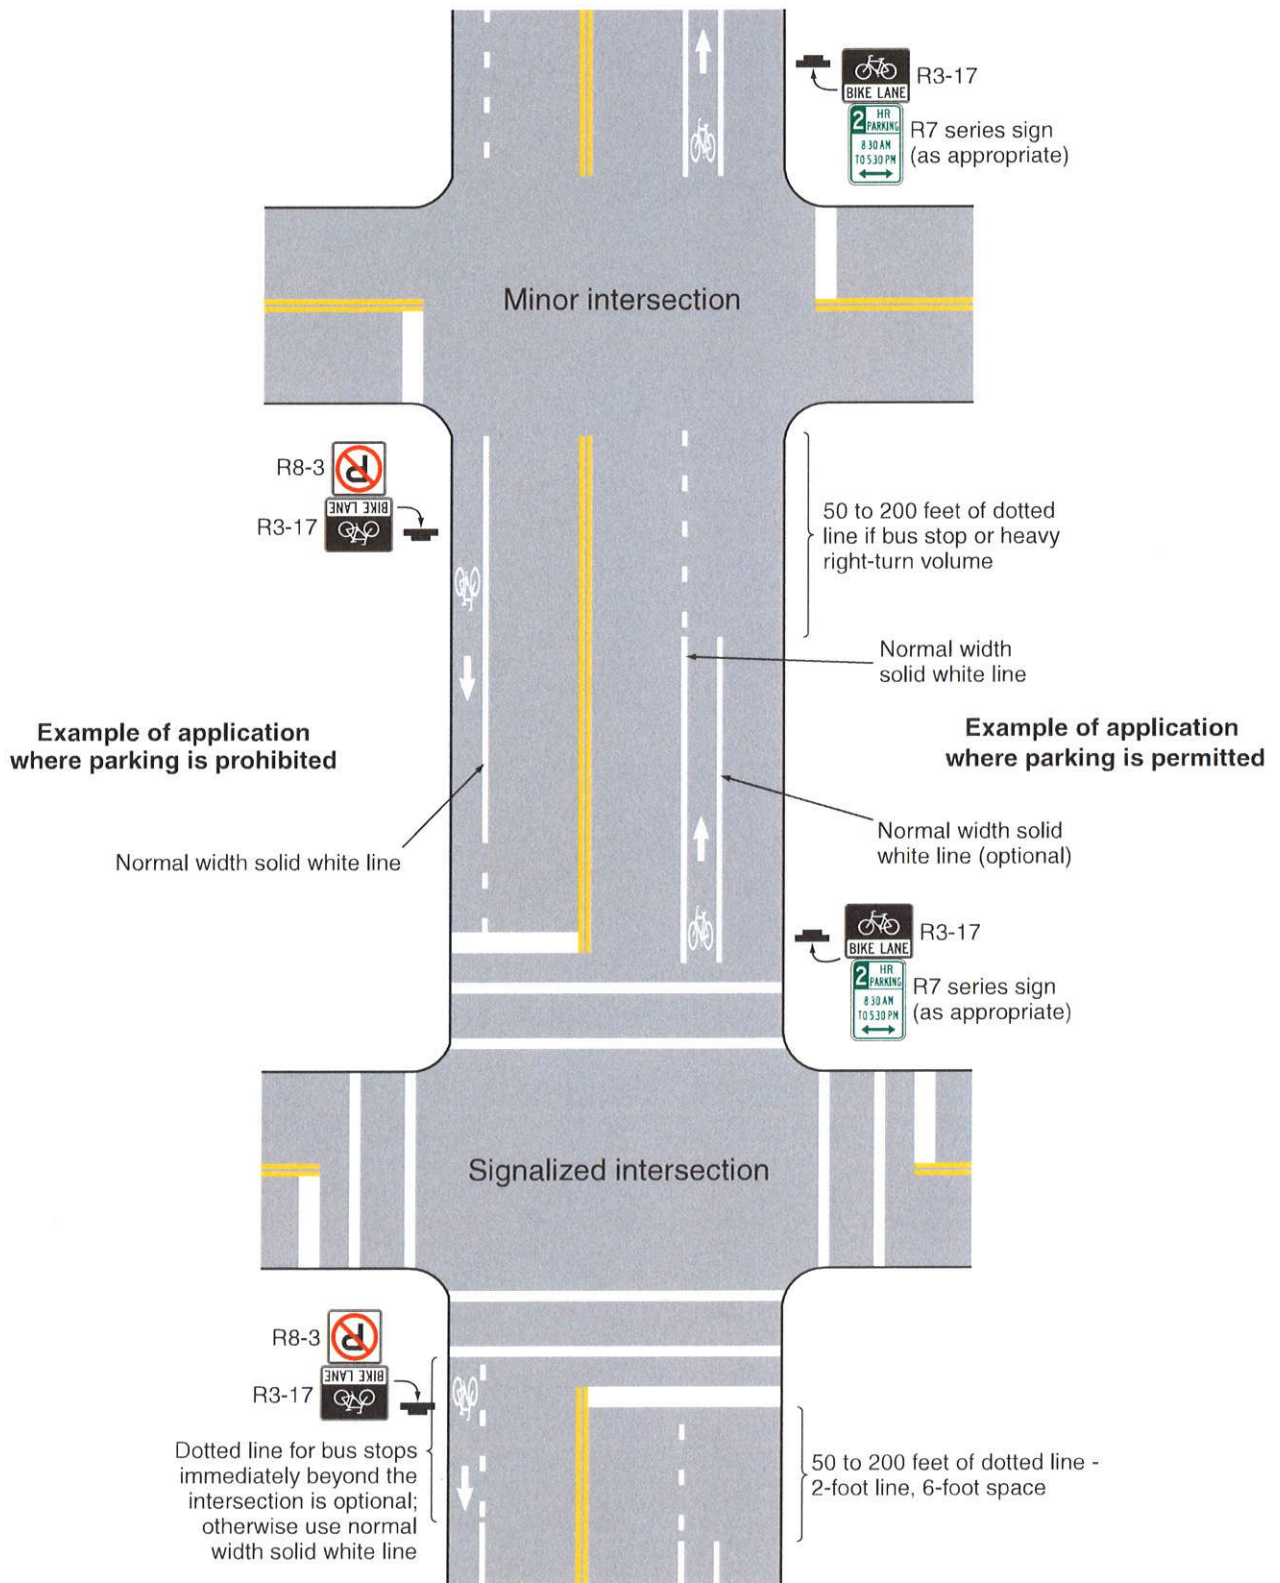 BIKE LANE
R3-17
2 HR
PARKING
8:30 AM
TO 5:30 PM
R7 series sign
(as appropriate)
Minor intersection
R8-3
P
BIKE LANE
R3-17
50 to 200 feet of dotted
line if bus stop or heavy
right-turn volume
Normal width
solid white line
Example of application
where parking is prohibited
Example of application
where parking is permitted
Normal width solid white line
Normal width solid
white line (optional)
BIKE LANE
R3-17
2 HR
PARKING
8:30 AM
TO 5:30 PM
R7 series sign
(as appropriate)
Signalized intersection
R8-3
P
BIKE LANE
R3-17
Dotted line for bus stops
immediately beyond the
intersection is optional;
otherwise use normal
width solid white line
50 to 200 feet of dotted line -
2-foot line, 6-foot space